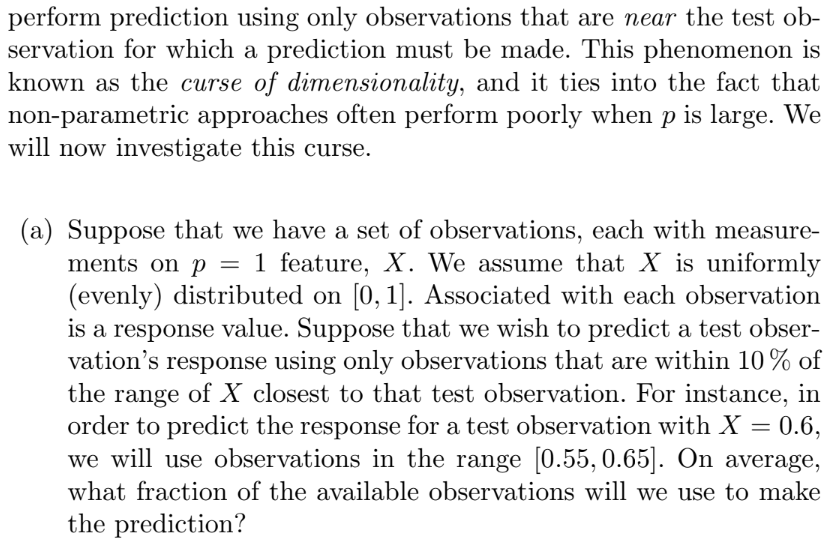 perform prediction using only observations that are near the test ob-
servation for which a prediction must be made. This phenomenon is
known as the curse of dimensionality, and it ties into the fact that
non-parametric approaches often perform poorly when p is large. We
will now investigate this curse.
(a) Suppose that we have a set of observations, each with measure-
ments on p = 1 feature, X. We assume that X is uniformly
(evenly) distributed on [0, 1]. Associated with each observation
is a response value. Suppose that we wish to predict a test obser-
vation's response using only observations that are within 10 % of
the range of X closest to that test observation. For instance, in
order to predict the response for a test observation with X = 0.6,
we will use observations in the range [0.55, 0.65]. On average,
what fraction of the available observations will we use to make
the prediction?